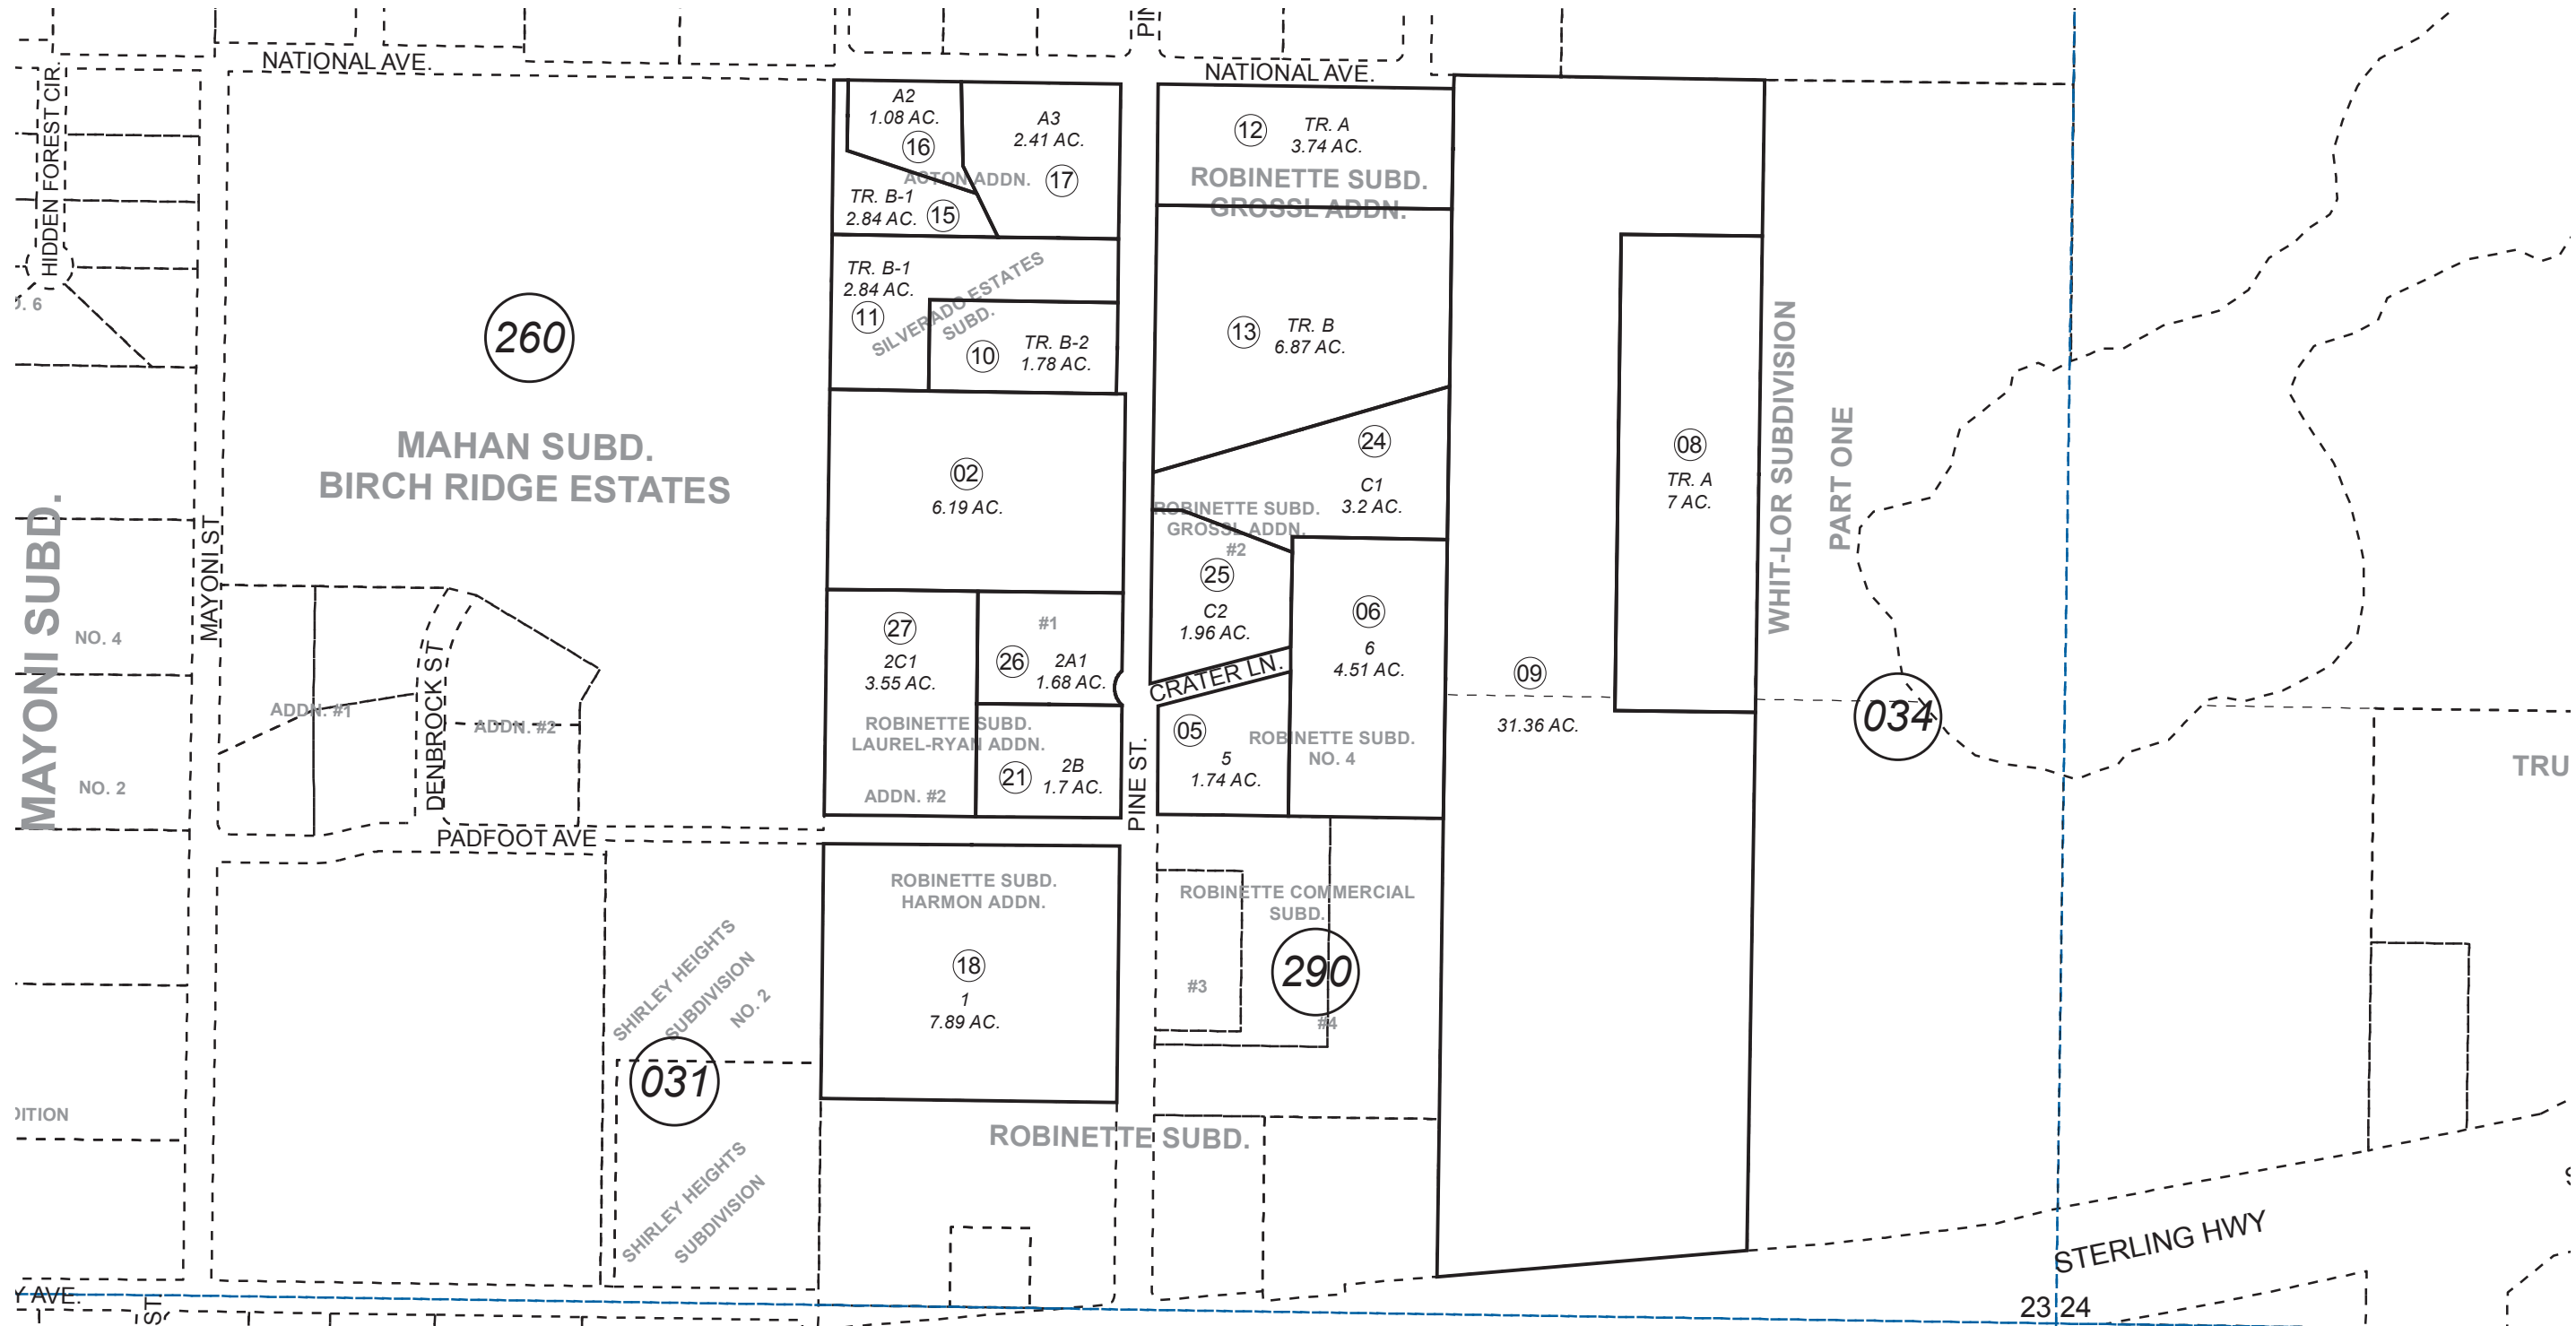 NATIONAL AVE.
NATIONAL AVE.
HIDDEN FOREST CIR.
A2
1.08 AC.
16
A3
2.41 AC.
17
ACTON ADDN.
TR. B-1
2.84 AC.
15
12
TR. A
3.74 AC.
ROBINETTE SUBD.
GROSSL ADDN.
TR. B-1
2.84 AC.
11
SILVERADO ESTATES
SUBD.
10
TR. B-2
1.78 AC.
13
TR. B
6.87 AC.
260
MAHAN SUBD.
BIRCH RIDGE ESTATES
02
6.19 AC.
24
C1
3.2 AC.
ROBINETTE SUBD.
GROSSL ADDN.
#2
25
C2
1.96 AC.
06
6
4.51 AC.
08
TR. A
7 AC.
WHIT-LOR SUBDIVISION
PART ONE
MAYONI SUBD.
NO. 4
NO. 2
MAYONI ST
ADDN. #1
DENBROCK ST
ADDN. #2
27
2C1
3.55 AC.
#1
26
2A1
1.68 AC.
ROBINETTE SUBD.
LAUREL-RYAN ADDN.
ADDN. #2
21
2B
1.7 AC.
CRATER LN.
PINE ST.
05
5
1.74 AC.
ROBINETTE SUBD.
NO. 4
09
31.36 AC.
034
TRU
PADFOOT AVE
ROBINETTE SUBD.
HARMON ADDN.
18
1
7.89 AC.
ROBINETTE COMMERCIAL
SUBD.
290
#3
#4
SHIRLEY HEIGHTS
SUBDIVISION
NO. 2
031
SHIRLEY HEIGHTS
SUBDIVISION
ROBINETTE SUBD.
STERLING HWY
23 24
AVE.
ST